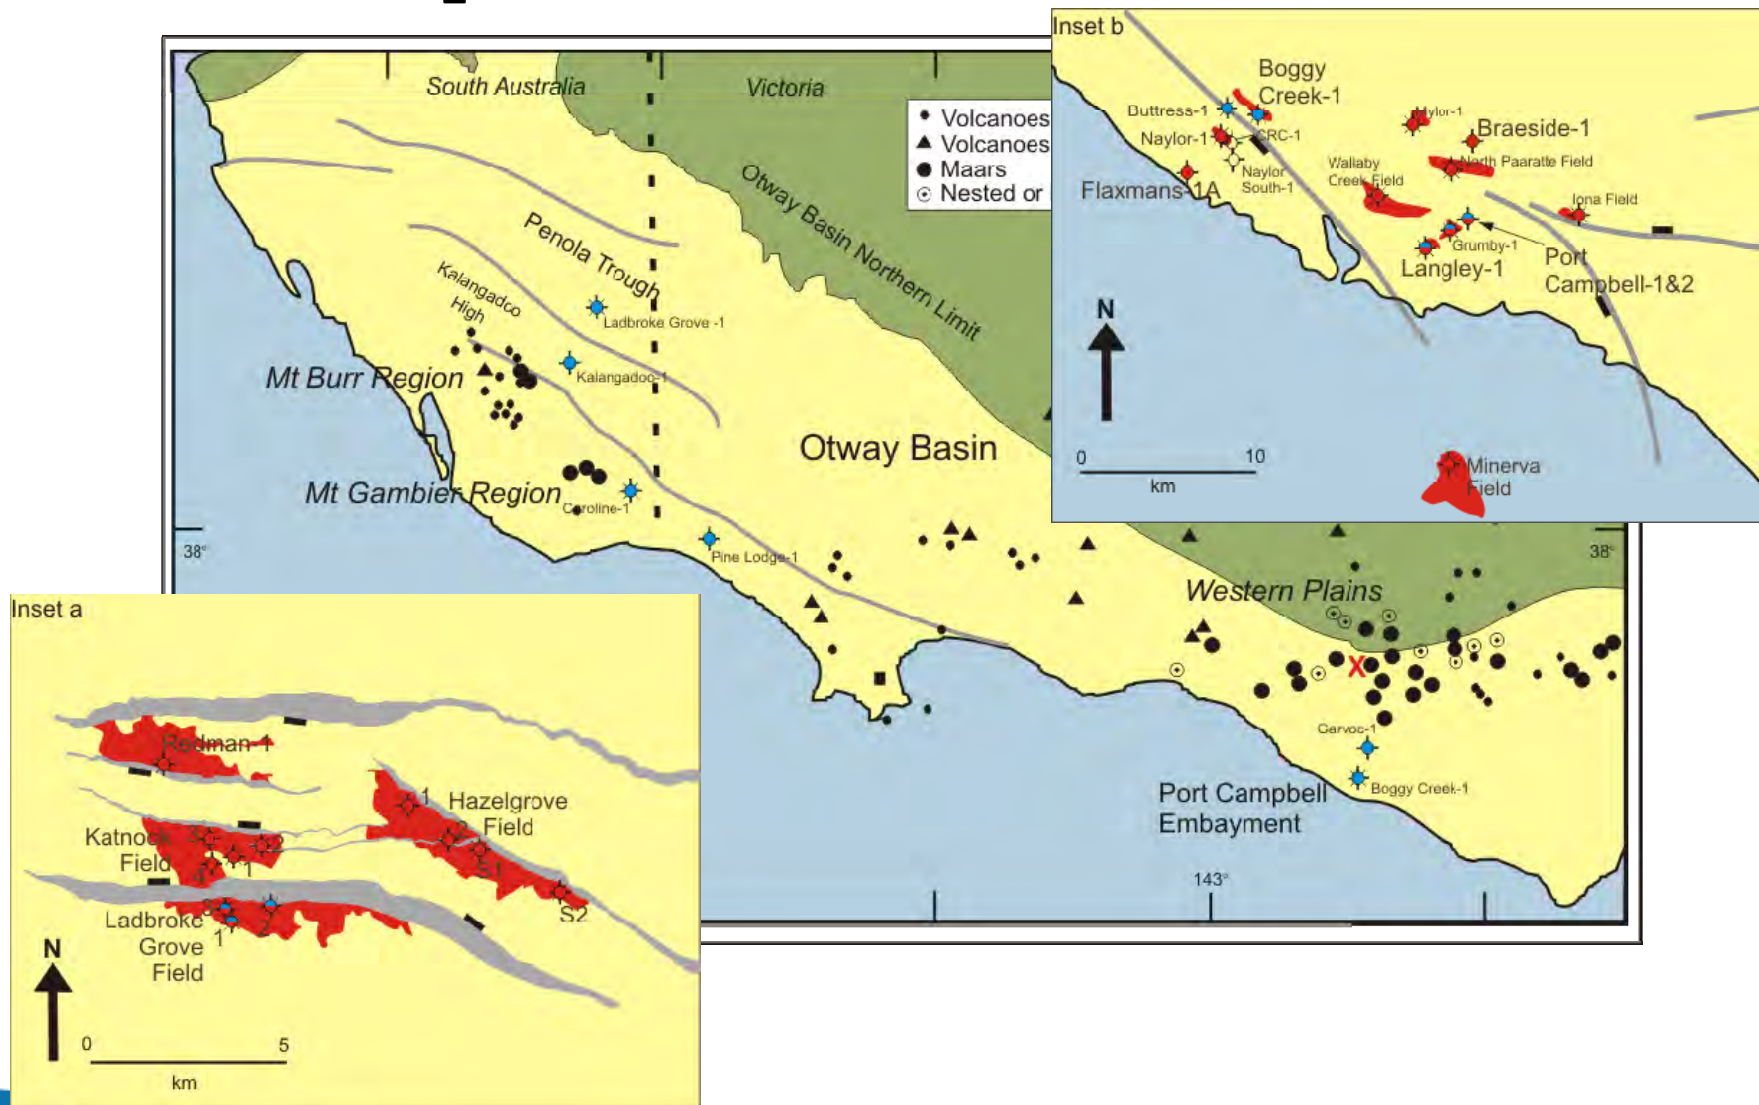 South Australia
Victoria
Volcanoes
Volcanoes
Maars
Nested or
Otway Basin Northern Limit
Penola Trough
Kalangadoo
High
Ladbroke Grove -1
Kalangadoo-1
Mt Burr Region
Otway Basin
Mt Gambier Region
Caroline-1
Pine Lodge-1
38°
38°
Western Plains
X
Garvoc-1
Boggy Creek-1
Port Campbell
Embayment
143°
Inset b
Boggy
Creek-1
Buttress-1
Naylor-1
CRC-1
Naylor
South-1
Flaxmans-1A
Braeside-1
North Paaratte Field
Wallaby
Creek Field
Iona Field
Grumby-1
Langley-1
Port
Campbell-1&2
N
0 10
km
Minerva
Field
Inset a
Redman-1
1
Hazelgrove
Field
2
S1
S2
Katnook
Field
3
2
1
4
Ladbroke
Grove
Field
3
1
2
N
0 5
km